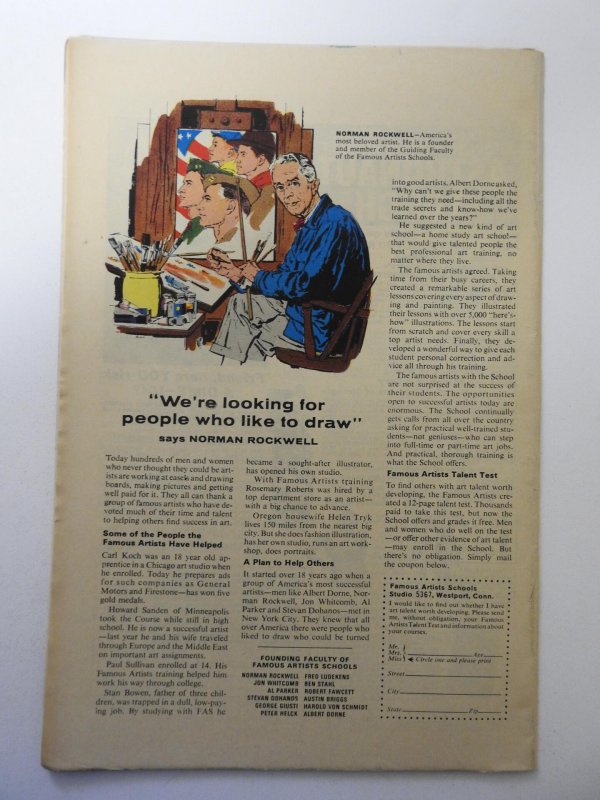 NORMAN ROCKWELL—America's
most beloved artist. He is a founder
and member of the Guiding Faculty
of the Famous Artists Schools.
"We're looking for
people who like to draw"
says NORMAN ROCKWELL
Today hundreds of men and women
who never thought they could be art-
ists are working at easels and drawing
boards, making pictures and getting
well paid for it. They all can thank a
group of famous artists who have de-
voted much of their time and talent
to helping others find success in art.
Some of the People the
Famous Artists Have Helped
Carl Koch was an 18 year old ap-
prentice in a Chicago art studio when
he enrolled. Today he prepares ads
for such companies as General
Motors and Firestone—has won five
gold medals.
Howard Sanden of Minneapolis
took the Course while still in high
school. He is now a successful artist
—last year he and his wife travelled
through Europe and the Middle East
on important art assignments.
Paul Sullivan enrolled at 14. His
Famous Artists training helped him
work his way through college.
Stan Bowen, father of three chil-
dren, was trapped in a dull, low-pay-
ing job. By studying with FAS he
became a sought-after illustrator,
has opened his own studio.
With Famous Artists training
Rosemary Roberts was hired by a
top department store as an artist—
with a big chance to advance.
Oregon housewife Helen Tryk
lives 150 miles from the nearest big
city. But she does fashion illustration,
has her own studio, runs an art work-
shop, does portraits.
A Plan to Help Others
It started over 18 years ago when a
group of America's most successful
artists—men like Albert Dorne, Nor-
man Rockwell, Jon Whitcomb, Al
Parker and Stevan Dohanos—met in
New York City. They knew that all
over America there were people who
liked to draw who could be turned
FOUNDING FACULTY OF
FAMOUS ARTISTS SCHOOLS
NORMAN ROCKWELL FRED LUDEKENS
JON WHITCOMB BEN STAHL
AL PARKER ROBERT FAWCETT
STEVAN DOHANOS AUSTIN BRIGGS
GEORGE GIUSTI HAROLD VON SCHMIDT
PETER HELCK ALBERT DORNE
into good artists. Albert Dorne asked,
"Why can't we give these people the
training they need—including all the
trade secrets and know-how we've
learned over the years?"
He suggested a new kind of art
school—a home study art school—
that would give talented people the
best professional art training, no
matter where they live.
The famous artists agreed. Taking
time from their busy careers, they
created a remarkable series of art
lessons covering every aspect of draw-
ing and painting. They illustrated
their lessons with over 5,000 "here's-
how" illustrations. The lessons start
from scratch and cover every skill a
top artist needs. Finally, they de-
veloped a wonderful way to give each
student personal correction and ad-
vice all through his training.
The famous artists with the School
are not surprised at the success of
their students. The opportunities
open to successful artists today are
enormous. The School continually
gets calls from all over the country
asking for practical well-trained stu-
dents—not geniuses—who can step
into full-time or part-time art jobs.
And practical, thorough training is
what the School offers.
Famous Artists Talent Test
To find others with art talent worth
developing, the Famous Artists cre-
ated a 12-page talent test. Thousands
paid to take this test, but now the
School offers and grades it free. Men
and women who do well on the test
—or offer other evidence of art talent
—may enroll in the School. But
there's no obligation. Simply mail
the coupon below.
Famous Artists Schools
Studio 5367, Westport, Conn.
I would like to find out whether I have
art talent worth developing. Please send
me, without obligation, your Famous
Artists Talent Test and information about
your courses.
Mr.
Mrs. Age
Miss Circle one and please print
Street
City
State Zip